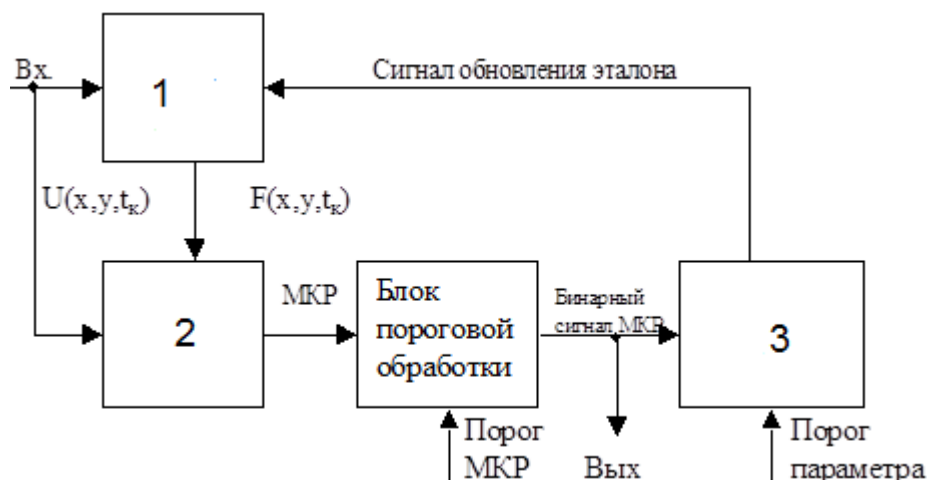 Вх.
1
Сигнал обновления эталона
U(x,y,tк)
F(x,y,tк)
2
МКР
Блок
пороговой
обработки
Бинарный
сигнал МКР
3
Порог
МКР
Вых
Порог
параметра